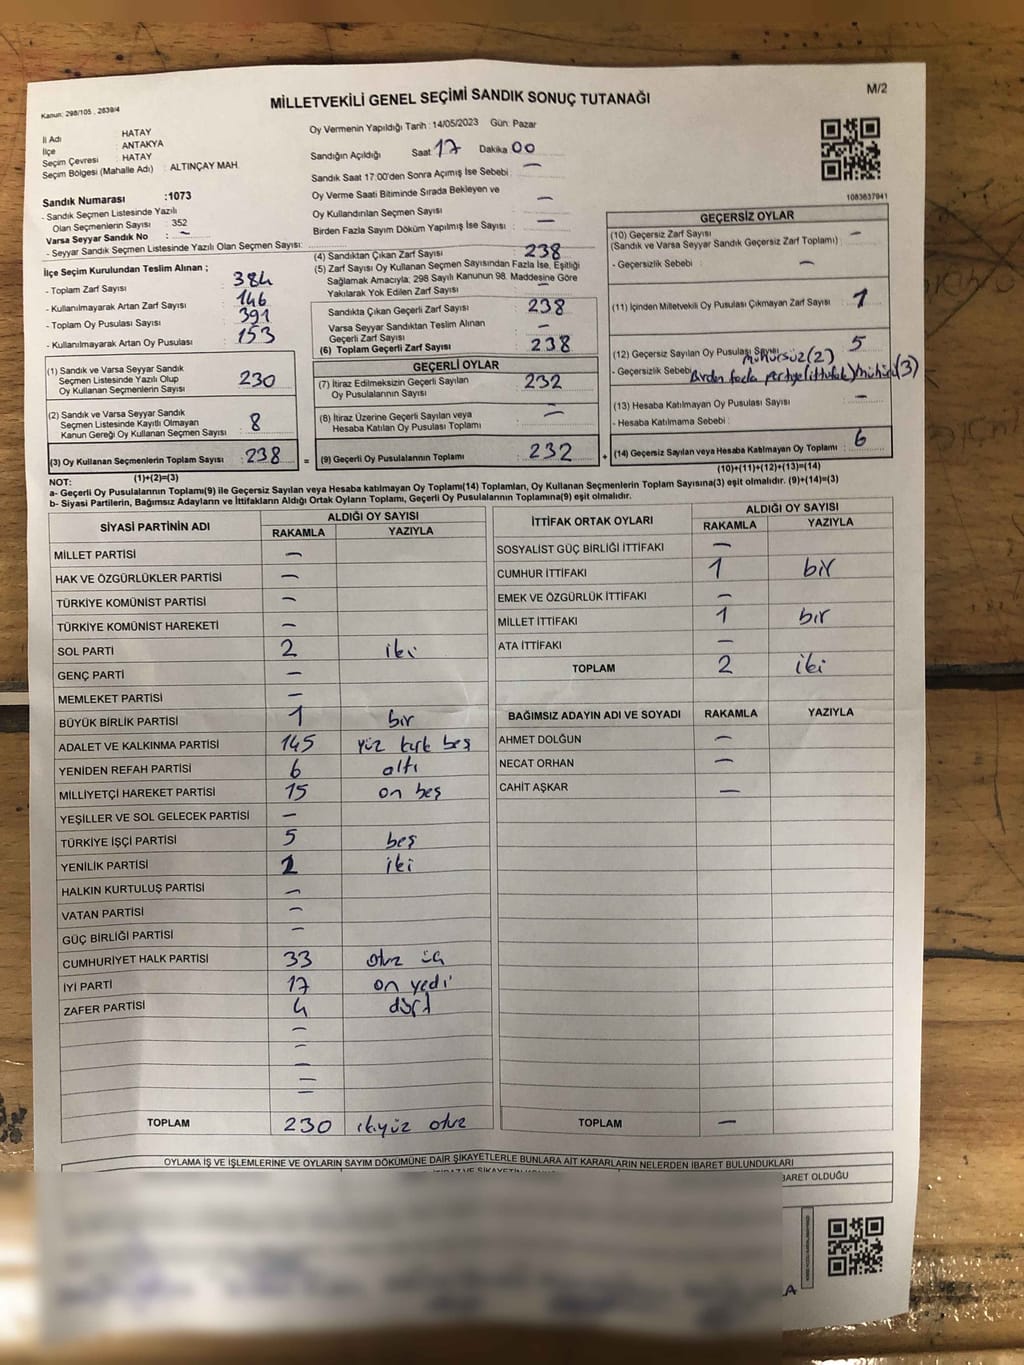 Kanun: 298/105 , 2839/4
MİLLETVEKİLİ GENEL SEÇİMİ SANDIK SONUÇ TUTANAĞI
M/2
İl Adı HATAY
İlçe : ANTAKYA
Seçim Çevresi : HATAY
Seçim Bölgesi (Mahalle Adı) : ALTINÇAY MAH.
Oy Vermenin Yapıldığı Tarih : 14/05/2023 Gün: Pazar
Sandığın Açıldığı Saat 17 Dakika 00
Sandık Saat 17:00'den Sonra Açımış İse Sebebi : —
Oy Verme Saati Bitiminde Sırada Bekleyen ve
Oy Kullandırılan Seçmen Sayısı —
Birden Fazla Sayım Döküm Yapılmış İse Sayısı —
1083637941
Sandık Numarası :1073
- Sandık Seçmen Listesinde Yazılı
Olan Seçmenlerin Sayısı : 352
Varsa Seyyar Sandık No : —
- Seyyar Sandık Seçmen Listesinde Yazılı Olan Seçmen Sayısı:
İlçe Seçim Kurulundan Teslim Alınan ;
- Toplam Zarf Sayısı : 384
- Kullanılmayarak Artan Zarf Sayısı : 146
- Toplam Oy Pusulası Sayısı : 391
- Kullanılmayarak Artan Oy Pusulası : 153
(1) Sandık ve Varsa Seyyar Sandık
Seçmen Listesinde Yazılı Olup
Oy Kullanan Seçmenlerin Sayısı : 230
(2) Sandık ve Varsa Seyyar Sandık
Seçmen Listesinde Kayıtlı Olmayan
Kanun Gereği Oy Kullanan Seçmen Sayısı : 8
(3) Oy Kullanan Seçmenlerin Toplam Sayısı : 238
(1)+(2)=(3)
(4) Sandıktan Çıkan Zarf Sayısı : 238
(5) Zarf Sayısı Oy Kullanan Seçmen Sayısından Fazla İse, Eşitliği
Sağlamak Amacıyla; 298 Sayılı Kanunun 98. Maddesine Göre
Yakılarak Yok Edilen Zarf Sayısı : —
Sandıkta Çıkan Geçerli Zarf Sayısı : 238
Varsa Seyyar Sandıktan Teslim Alınan
Geçerli Zarf Sayısı : —
(6) Toplam Geçerli Zarf Sayısı : 238
GEÇERLİ OYLAR
(7) İtiraz Edilmeksizin Geçerli Sayılan
Oy Pusulalarının Sayısı : 232
(8) İtiraz Üzerine Geçerli Sayılan veya
Hesaba Katılan Oy Pusulası Toplamı : —
= (9) Geçerli Oy Pusulalarının Toplamı : 232
GEÇERSİZ OYLAR
(10) Geçersiz Zarf Sayısı
(Sandık ve Varsa Seyyar Sandık Geçersiz Zarf Toplamı) : —
- Geçersizlik Sebebi : —
(11) İçinden Milletvekili Oy Pusulası Çıkmayan Zarf Sayısı : 1
(12) Geçersiz Sayılan Oy Pusulası Sayısı 5
mühürsüz(2)
- Geçersizlik Sebebi Birden fazla partiye(ittifak)mühür(3)
(13) Hesaba Katılmayan Oy Pusulası Sayısı : —
- Hesaba Katılmama Sebebi :
+ (14) Geçersiz Sayılan veya Hesaba Katılmayan Oy Toplamı : 6
(10)+(11)+(12)+(13)=(14)
NOT:
a- Geçerli Oy Pusulalarının Toplamı(9) ile Geçersiz Sayılan veya Hesaba katılmayan Oy Toplamı(14) Toplamları, Oy Kullanan Seçmenlerin Toplam Sayısına(3) eşit olmalıdır. (9)+(14)=(3)
b- Siyasi Partilerin, Bağımsız Adayların ve İttifakların Aldığı Ortak Oyların Toplamı, Geçerli Oy Pusulalarının Toplamına(9) eşit olmalıdır.
SİYASİ PARTİNİN ADI ALDIĞI OY SAYISI
RAKAMLA YAZIYLA
MİLLET PARTİSİ —
HAK VE ÖZGÜRLÜKLER PARTİSİ —
TÜRKİYE KOMÜNİST PARTİSİ —
TÜRKİYE KOMÜNİST HAREKETİ —
SOL PARTİ 2 iki
GENÇ PARTİ —
MEMLEKET PARTİSİ —
BÜYÜK BİRLİK PARTİSİ 1 bir
ADALET VE KALKINMA PARTİSİ 145 yüz kırk beş
YENİDEN REFAH PARTİSİ 6 altı
MİLLİYETÇİ HAREKET PARTİSİ 15 on beş
YEŞİLLER VE SOL GELECEK PARTİSİ —
TÜRKİYE İŞÇİ PARTİSİ 5 beş
YENİLİK PARTİSİ 2 iki
HALKIN KURTULUŞ PARTİSİ —
VATAN PARTİSİ —
GÜÇ BİRLİĞİ PARTİSİ —
CUMHURİYET HALK PARTİSİ 33 otuz üç
İYİ PARTİ 17 on yedi
ZAFER PARTİSİ 4 dört
—
—
—
—
—
TOPLAM 230 ikiyüz otuz
İTTİFAK ORTAK OYLARI ALDIĞI OY SAYISI
RAKAMLA YAZIYLA
SOSYALİST GÜÇ BİRLİĞİ İTTİFAKI —
CUMHUR İTTİFAKI 1 bir
EMEK VE ÖZGÜRLÜK İTTİFAKI —
MİLLET İTTİFAKI 1 bir
ATA İTTİFAKI —
TOPLAM 2 iki
BAĞIMSIZ ADAYIN ADI VE SOYADI RAKAMLA YAZIYLA
AHMET DOLĞUN —
NECAT ORHAN —
CAHİT AŞKAR —
TOPLAM —
OYLAMA İŞ VE İŞLEMLERİNE VE OYLARIN SAYIM DÖKÜMÜNE DAİR ŞİKAYETLERLE BUNLARA AİT KARARLARIN NELERDEN İBARET BULUNDUKLARI